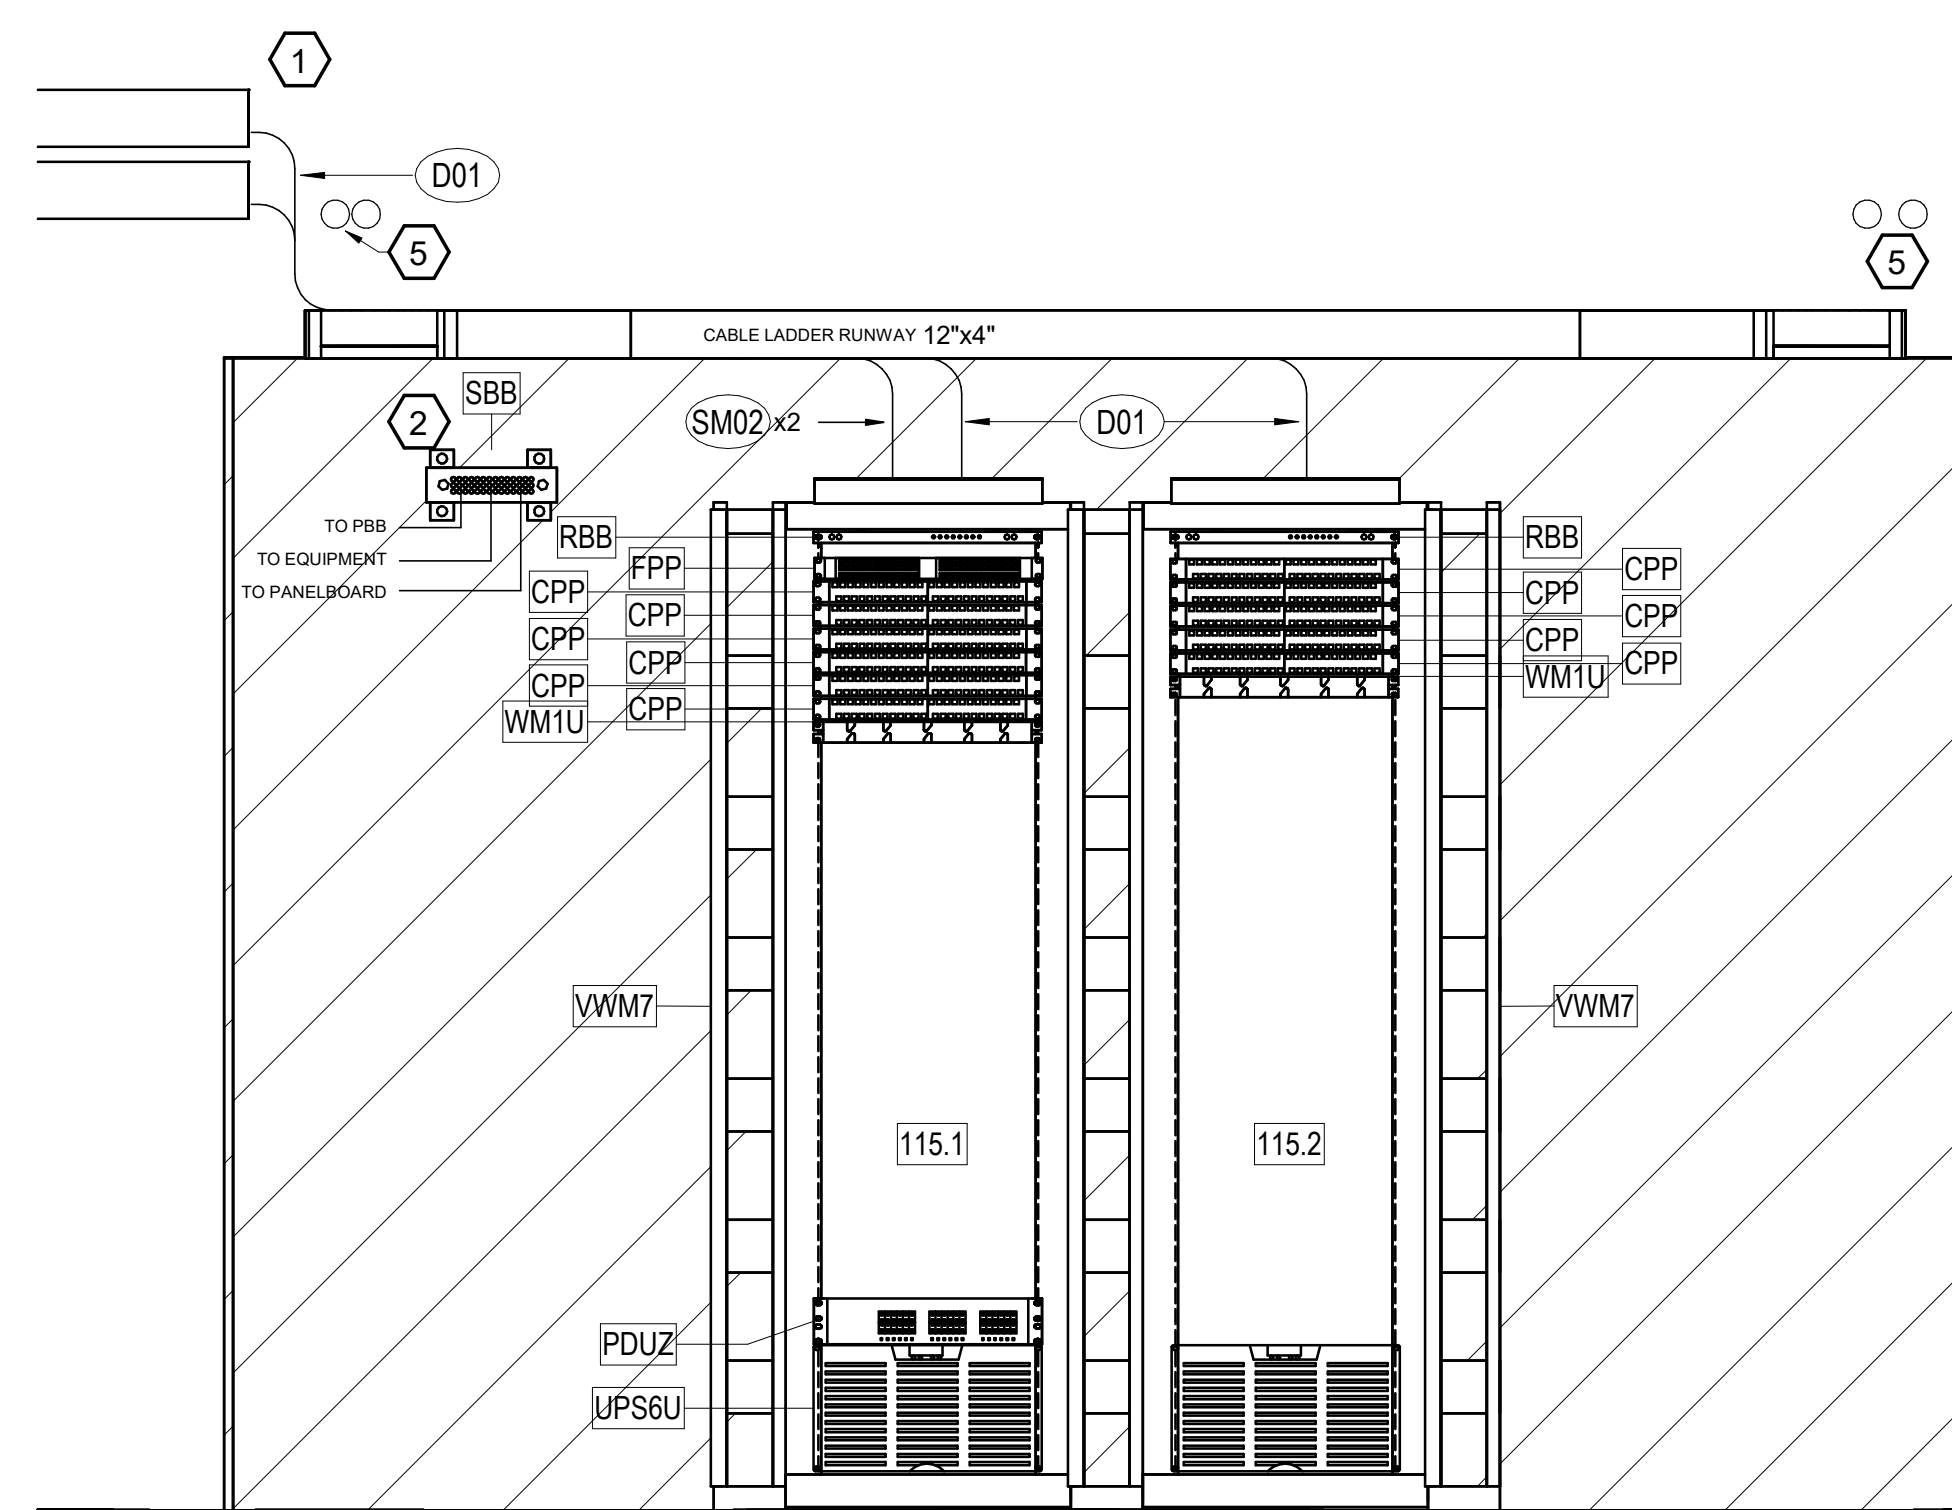 1
D01
5
5
CABLE LADDER RUNWAY 12"x4"
SBB
2
SM02 x2
D01
TO PBB
TO EQUIPMENT
TO PANELBOARD
RBB
FPP
CPP
CPP
CPP
CPP
CPP
CPP
WM1U
RBB
CPP
CPP
CPP
CPP
CPP
WM1U
VWM7
VWM7
115.1
115.2
PDUZ
UPS6U